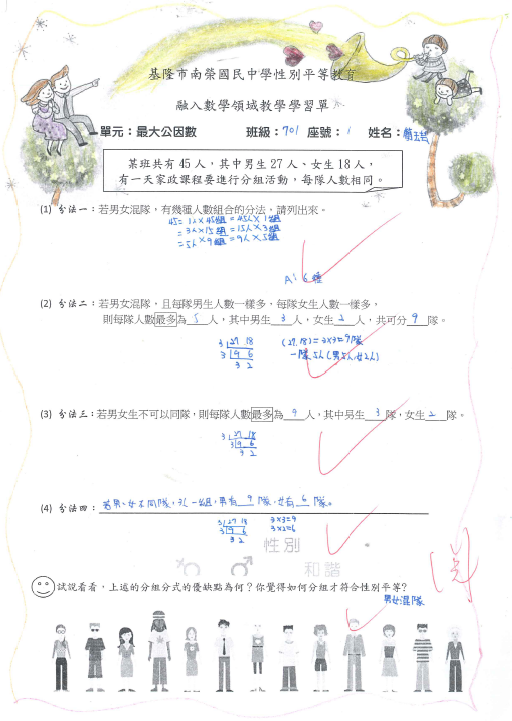 基隆市南榮國民中學性別平等教育
融入數學領域教學學習單
單元：最大公因數 班級：701 座號： 姓名：
某班共有45人，其中男生27人、女生18人，
有一天家政課程要進行分組活動，每隊人數相同。
(1) 分法一：若男女混隊，有幾種人數組合的分法，請列出來。
45=1人×45組=45人×1組
=3人×15組=15人×3組
=5人×9組=9人×5組
A：6種
(2) 分法二：若男女混隊，且每隊男生人數一樣多，每隊女生人數一樣多，
則每隊人數最多為5人，其中男生3人，女生2人，共可分9隊。
3 27 18 (27.18)=3×3=9隊
3 9 6 一隊5人(男3人.女2人)
3 2
(3) 分法三：若男女生不可以同隊，則每隊人數最多為9人，其中男生3隊，女生2隊。
3 27 18
3 9 6
3 2
(4) 分法四：若男、女不同隊，3人一組，男有9隊，女有6隊。
3 27 18 3×3=9
3 9 6 3×2=6
3 2
性別
和諧
試說看看，上述的分組分式的優缺點為何？你覺得如何分組才符合性別平等?
男女混隊